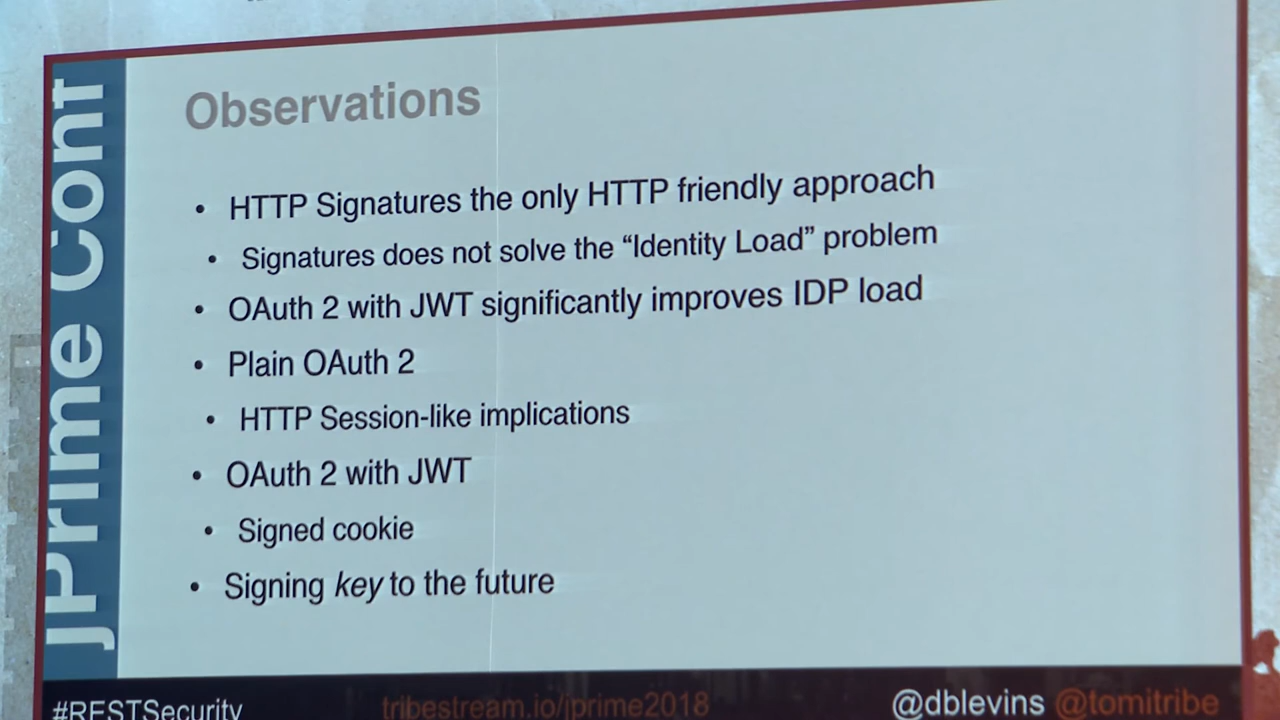 jPrime Conf
Observations
• HTTP Signatures the only HTTP friendly approach
• Signatures does not solve the “Identity Load” problem
• OAuth 2 with JWT significantly improves IDP load
• Plain OAuth 2
• HTTP Session-like implications
• OAuth 2 with JWT
• Signed cookie
• Signing key to the future
#RESTSecurity tribestream.io/jprime2018 @dblevins @tomitribe